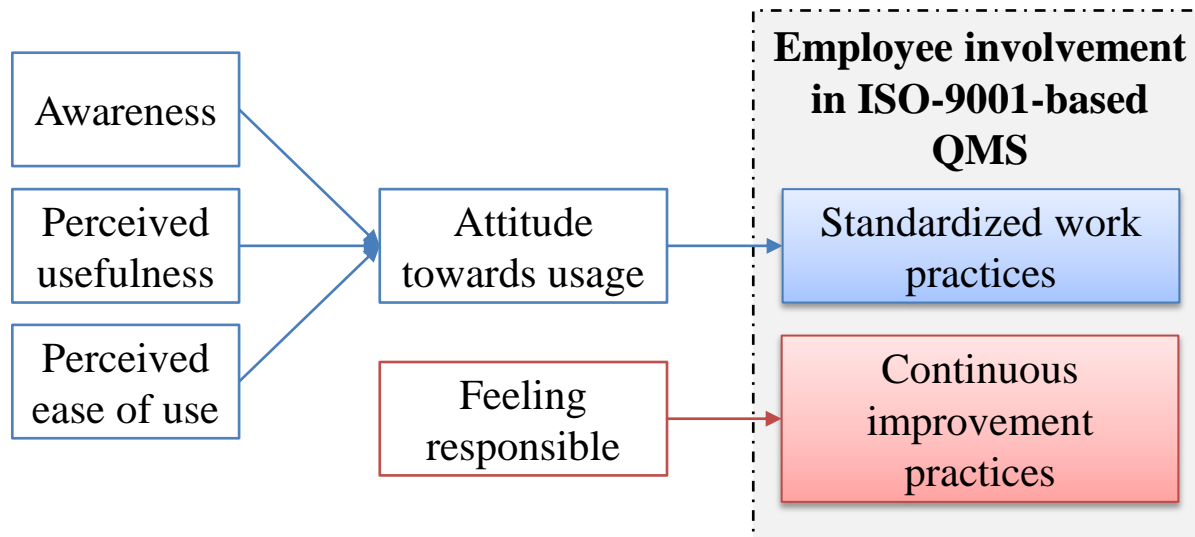 Awareness
Perceived
usefulness
Perceived
ease of use
Attitude
towards usage
Feeling
responsible
Employee involvement
in ISO-9001-based
QMS
Standardized work
practices
Continuous
improvement
practices